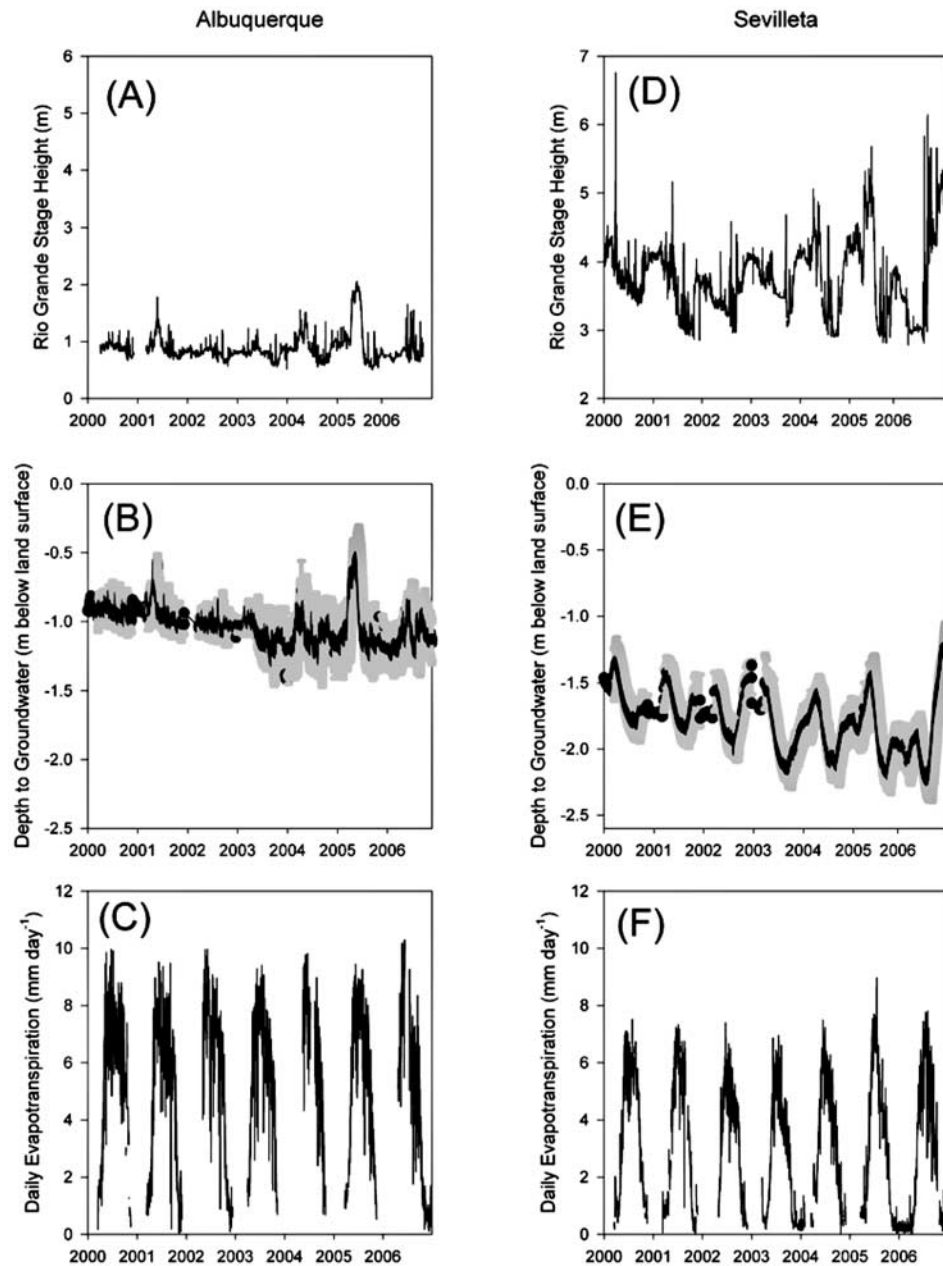 Albuquerque
Sevilleta
(A)
Rio Grande Stage Height (m)
6
5
4
3
2
1
0
2000 2001 2002 2003 2004 2005 2006
(D)
Rio Grande Stage Height (m)
7
6
5
4
3
2
2000 2001 2002 2003 2004 2005 2006
(B)
Depth to Groundwater (m below land surface)
0.0
-0.5
-1.0
-1.5
-2.0
-2.5
2000 2001 2002 2003 2004 2005 2006
(E)
Depth to Groundwater (m below land surface)
0.0
-0.5
-1.0
-1.5
-2.0
-2.5
2000 2001 2002 2003 2004 2005 2006
(C)
Daily Evapotranspiration (mm day⁻¹)
12
10
8
6
4
2
0
2000 2001 2002 2003 2004 2005 2006
(F)
Daily Evapotranspiration (mm day⁻¹)
12
10
8
6
4
2
0
2000 2001 2002 2003 2004 2005 2006